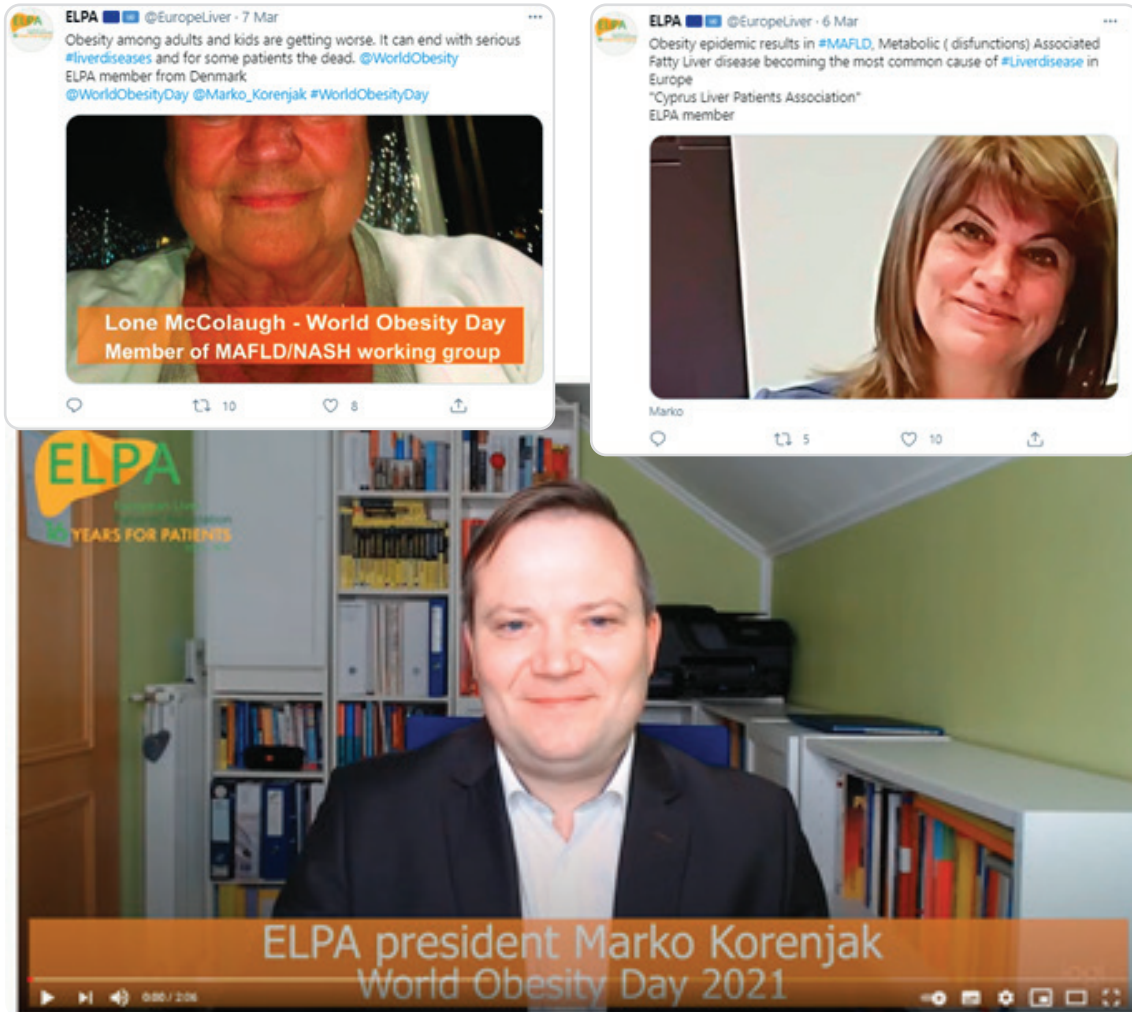 ELPA @EuropeLiver · 7 Mar
Obesity among adults and kids are getting worse. It can end with serious
#liverdiseases and for some patients the dead. @WorldObesity
ELPA member from Denmark
@WorldObesityDay @Marko_Korenjak #WorldObesityDay
Lone McColaugh - World Obesity Day
Member of MAFLD/NASH working group
10
8
ELPA @EuropeLiver · 6 Mar
Obesity epidemic results in #MAFLD, Metabolic ( disfunctions) Associated
Fatty Liver disease becoming the most common cause of #Liverdisease in
Europe
"Cyprus Liver Patients Association"
ELPA member
Marko
5
10
ELPA
European Liver
YEARS FOR PATIENTS
ELPA president Marko Korenjak
World Obesity Day 2021
0:00 / 2:06